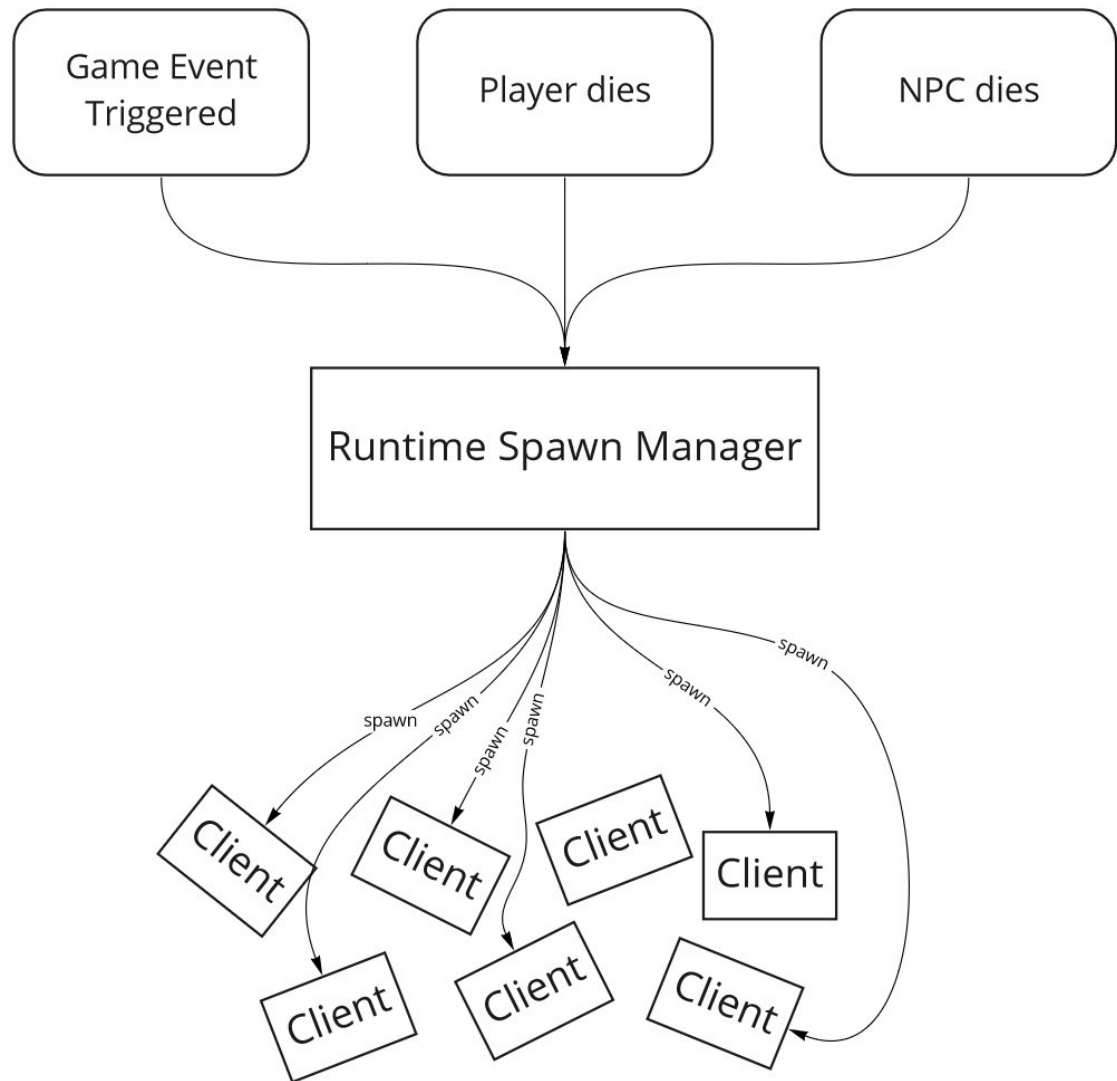 Game Event
Triggered
Player dies
NPC dies
Runtime Spawn Manager
spawn
spawn
spawn
spawn
spawn
spawn
Client
Client
Client
Client
Client
Client
Client